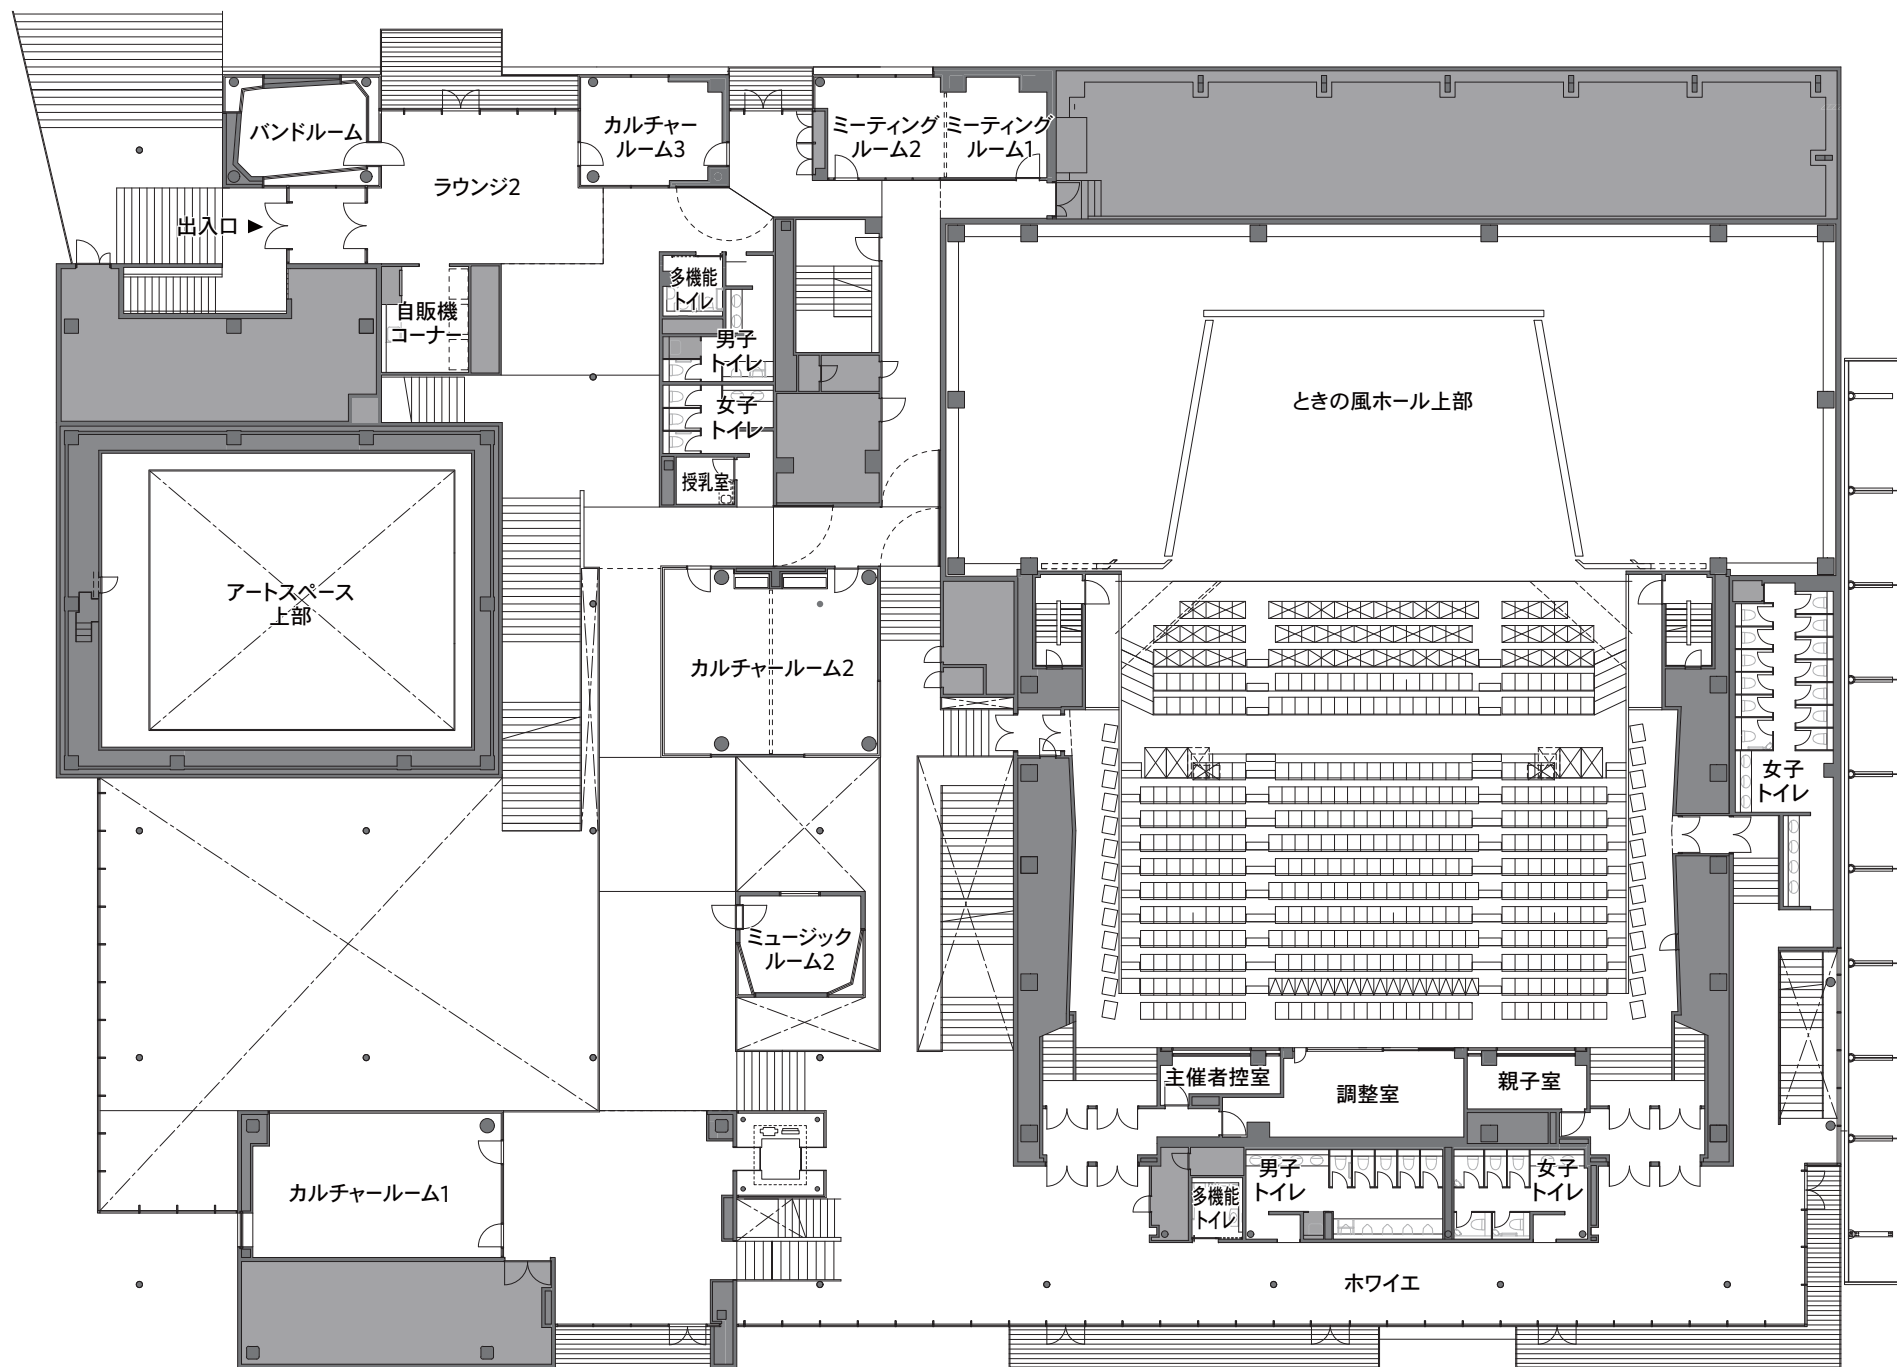 バンドルーム
カルチャー
ルーム3
ミーティング
ルーム2
ミーティング
ルーム1
ラウンジ2
出入口 ▶
多機能
トイレ
自販機
コーナー
男子
トイレ
女子
トイレ
授乳室
ときの風ホール上部
アートスペース
上部
カルチャールーム2
女子
トイレ
ミュージック
ルーム2
主催者控室
調整室
親子室
カルチャールーム1
多機能
トイレ
男子
トイレ
女子
トイレ
ホワイエ